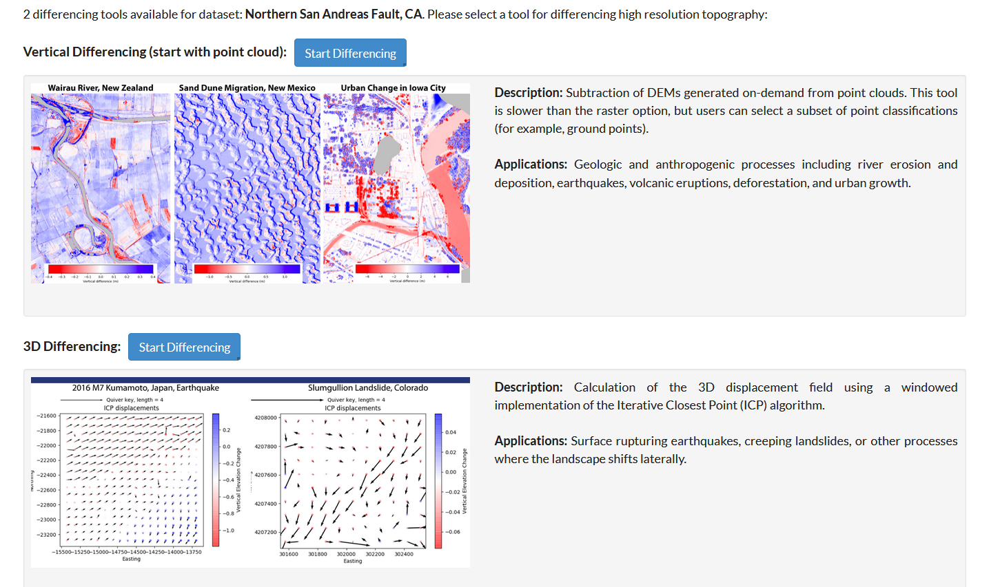 2 differencing tools available for dataset: Northern San Andreas Fault, CA. Please select a tool for differencing high resolution topography:
Vertical Differencing (start with point cloud): Start Differencing
Wairau River, New Zealand
Sand Dune Migration, New Mexico
Urban Change in Iowa City
-0.4 -0.3 -0.2 -0.1 0.0 0.1 0.2 0.3 0.4
Vertical difference (m)
-1.0 -0.5 0.0 0.5 1.0
Vertical difference (m)
-6 -4 -2 0 2 4 6
Vertical difference (m)
Description: Subtraction of DEMs generated on-demand from point clouds. This tool
is slower than the raster option, but users can select a subset of point classifications
(for example, ground points).
Applications: Geologic and anthropogenic processes including river erosion and
deposition, earthquakes, volcanic eruptions, deforestation, and urban growth.
3D Differencing: Start Differencing
2016 M7 Kumamoto, Japan, Earthquake
Quiver key, length = 4
ICP displacements
-21600
-21800
-22000
-22200
-22400
-22600
-22800
-23000
-23200
-15500-15250-15000-14750-14500-14250-14000-13750
Easting
0.2
0.0
-0.2
-0.4
-0.6
-0.8
-1.0
Vertical Elevation Change
Slumgullion Landslide, Colorado
Quiver key, length = 4
ICP displacements
4208000
4207800
4207600
4207400
4207200
301600 301800 302000 302200 302400
Easting
0.04
0.02
0.00
-0.02
-0.04
-0.06
Vertical Elevation Change
Description: Calculation of the 3D displacement field using a windowed
implementation of the Iterative Closest Point (ICP) algorithm.
Applications: Surface rupturing earthquakes, creeping landslides, or other processes
where the landscape shifts laterally.